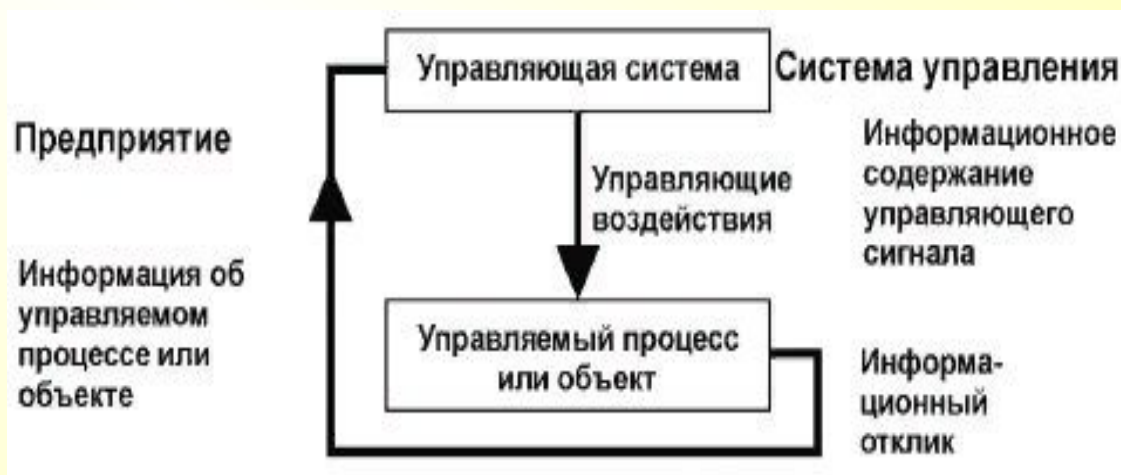 Управляющая система
Система управления
Предприятие
Информационное
содержание
управляющего
сигнала
Управляющие
воздействия
Информация об
управляемом
процессе или
объекте
Управляемый процесс
или объект
Информа-
ционный
отклик